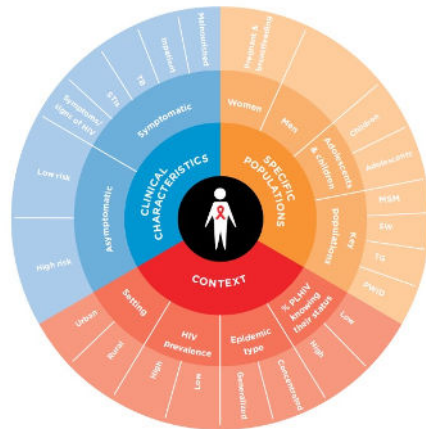 CLINICAL
CHARACTERISTICS
Symptomatic
Malnourished
Inpatient
TB
STIs
Symptoms/
signs of HIV
Asymptomatic
Low risk
High risk
SPECIFIC
POPULATIONS
Women
Pregnant &
breastfeeding
Men
Adolescents
& children
Children
Adolescents
Key
populations
MSM
SW
TG
PWID
CONTEXT
Setting
Urban
Rural
HIV
prevalence
High
Low
Epidemic
type
Generalized
Concentrated
% PLHIV
knowing
their status
High
Low